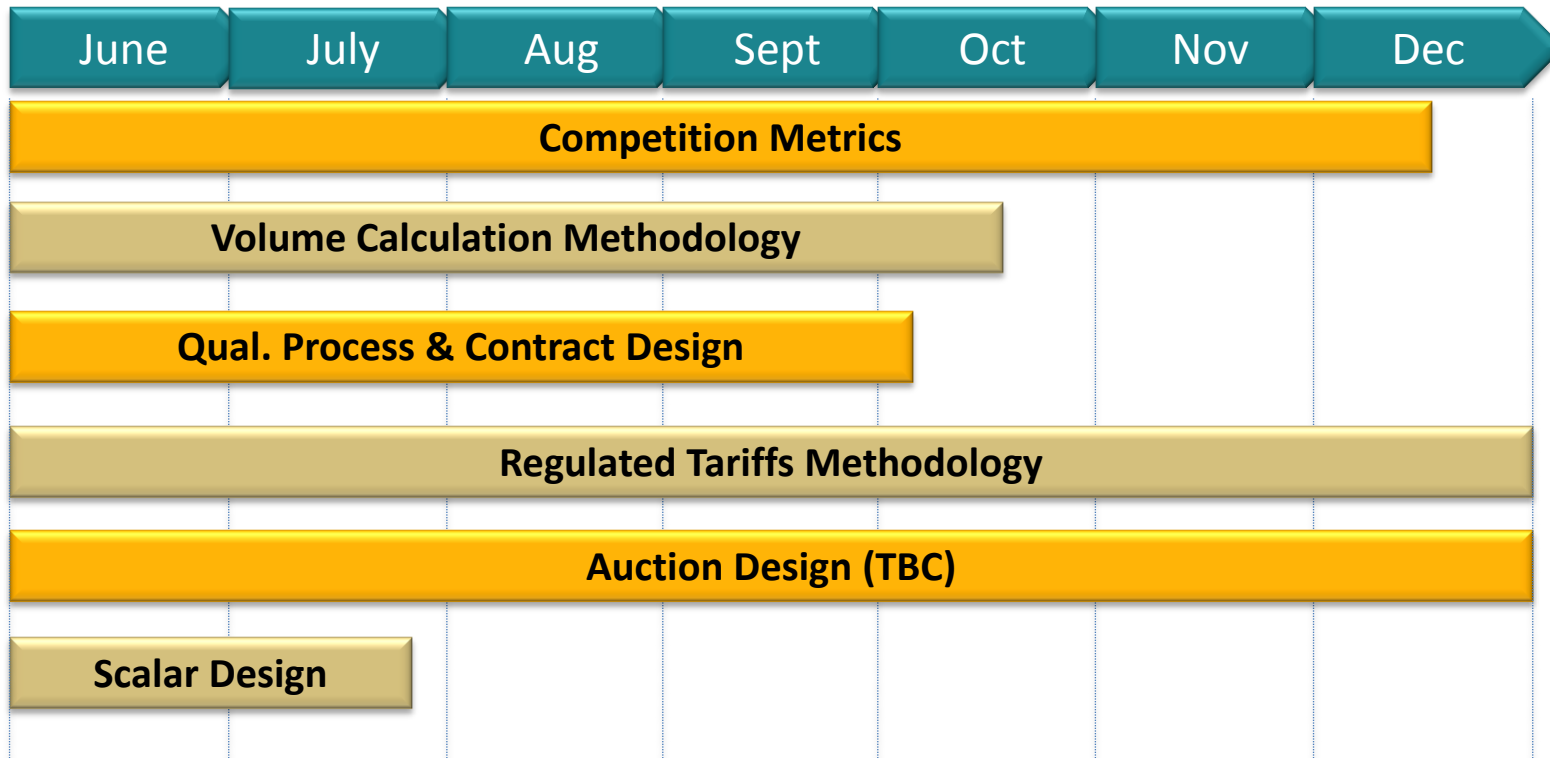 June July Aug Sept Oct Nov Dec
Competition Metrics
Volume Calculation Methodology
Qual. Process & Contract Design
Regulated Tariffs Methodology
Auction Design (TBC)
Scalar Design